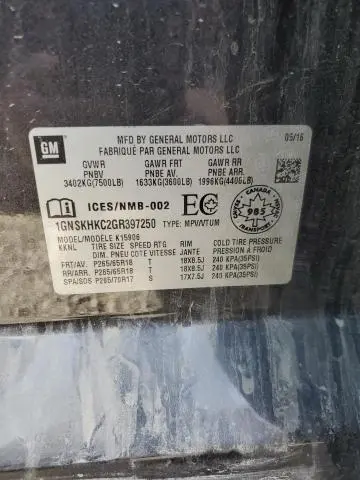 GM
MFD BY GENERAL MOTORS LLC
05/16
FABRIQUÉ PAR GENERAL MOTORS LLC
GVWR GAWR FRT GAWR RR
PNBV PNBE AV. PNBE ARR.
3402KG(7500LB) 1633KG(3600LB) 1996KG(4400LB)
ICES/NMB-002 EC
CANADA
985
1GNSKHKC2GR397250 TYPE: MPV/VTUM
MODEL/MODÈLE K15906
KKNL TIRE SIZE SPEED RTG RIM COLD TIRE PRESSURE
DIM. PNEU COTE VITESSE JANTE PRESSION À FROID
FRT/AV. P265/65R18 T 18X8.5J 240 KPA(35PSI)
RR/ARR. P265/65R18 T 18X8.5J 240 KPA(35PSI)
SPA/SDS P265/70R17 S 17X7.5J 240 KPA(35PSI)